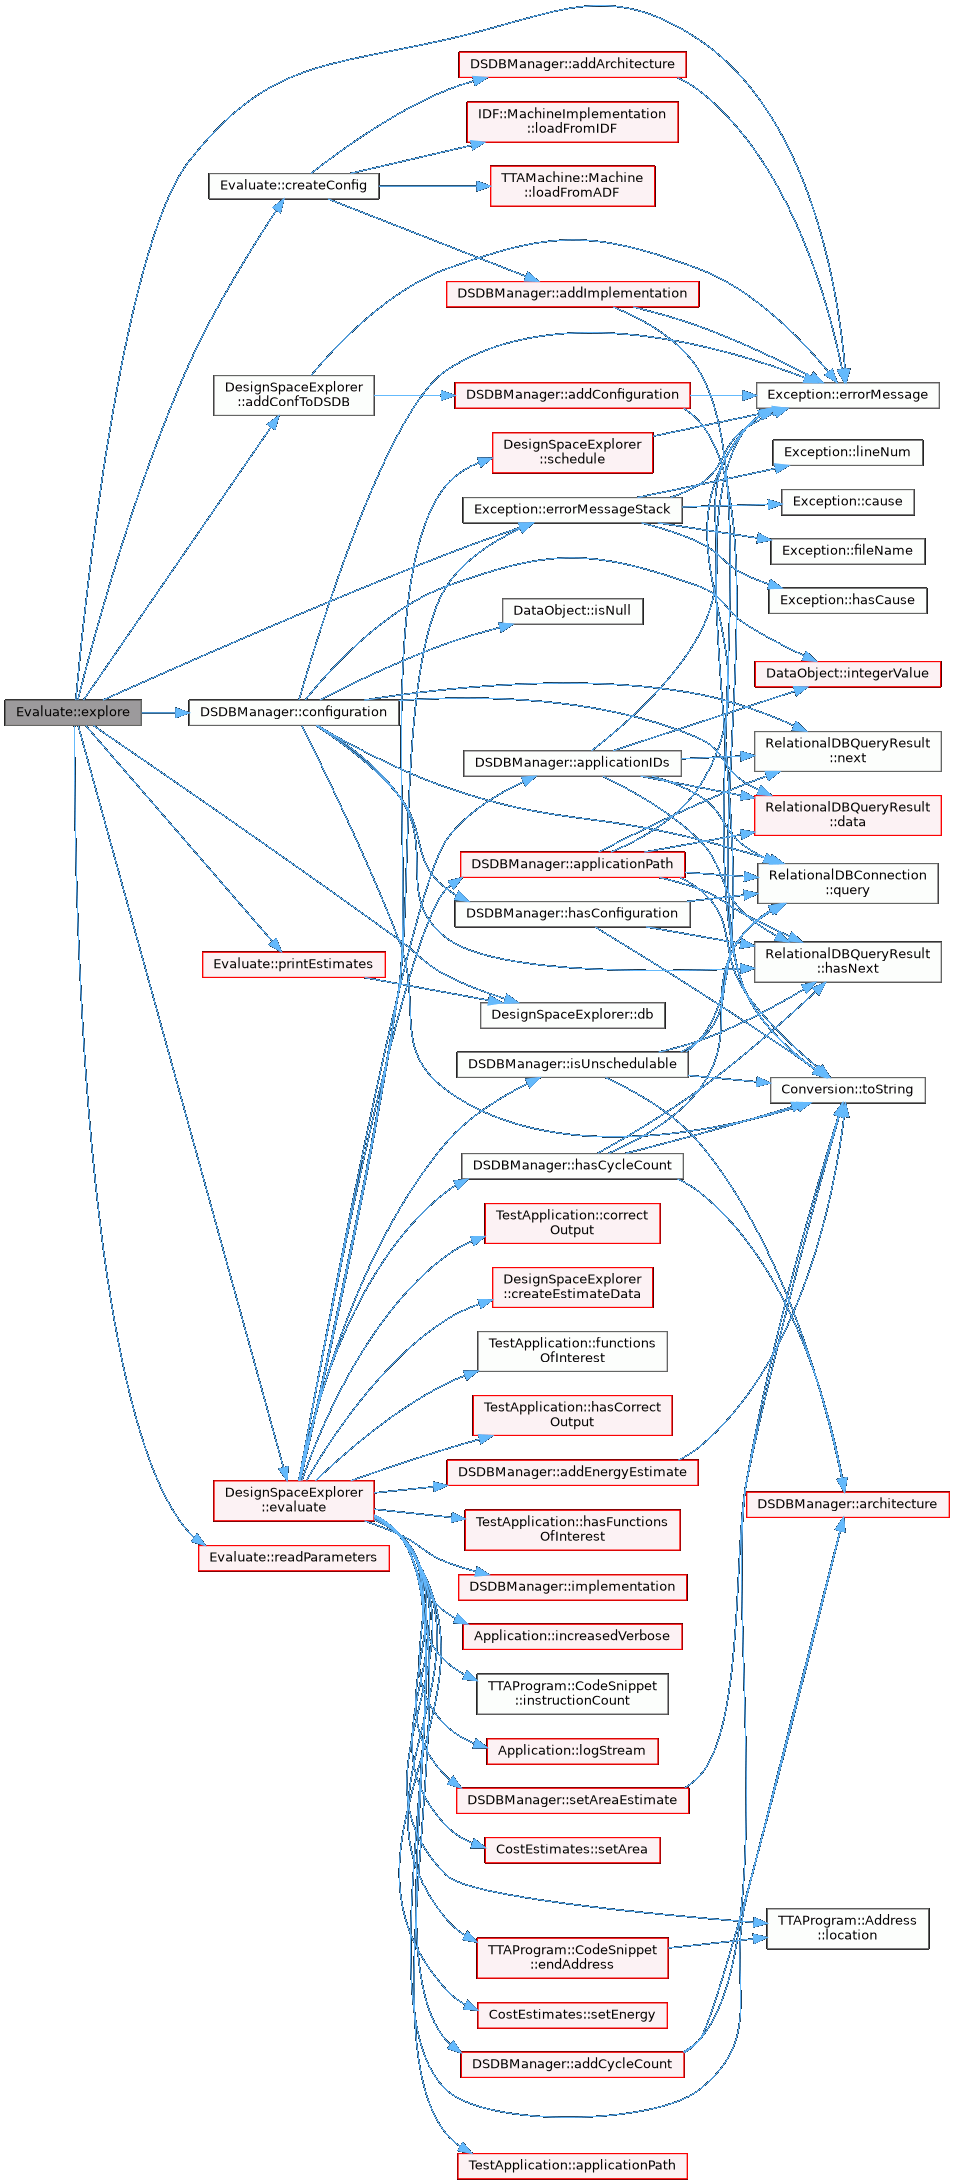 DSDBManager::addArchitecture
IDF::MachineImplementation
::loadFromIDF
Evaluate::createConfig
TTAMachine::Machine
::loadFromADF
DSDBManager::addImplementation
DesignSpaceExplorer
::addConfToDSDB
DSDBManager::addConfiguration
Exception::errorMessage
DesignSpaceExplorer
::schedule
Exception::lineNum
Exception::errorMessageStack
Exception::cause
Exception::fileName
Exception::hasCause
DataObject::isNull
DataObject::integerValue
Evaluate::explore
DSDBManager::configuration
RelationalDBQueryResult
::next
DSDBManager::applicationIDs
RelationalDBQueryResult
::data
DSDBManager::applicationPath
RelationalDBConnection
::query
DSDBManager::hasConfiguration
RelationalDBQueryResult
::hasNext
Evaluate::printEstimates
DesignSpaceExplorer::db
DSDBManager::isUnschedulable
Conversion::toString
DSDBManager::hasCycleCount
TestApplication::correct
Output
DesignSpaceExplorer
::createEstimateData
TestApplication::functions
OfInterest
TestApplication::hasCorrect
Output
DSDBManager::addEnergyEstimate
DesignSpaceExplorer
::evaluate
DSDBManager::architecture
TestApplication::hasFunctions
OfInterest
Evaluate::readParameters
DSDBManager::implementation
Application::increasedVerbose
TTAProgram::CodeSnippet
::instructionCount
Application::logStream
DSDBManager::setAreaEstimate
CostEstimates::setArea
TTAProgram::Address
::location
TTAProgram::CodeSnippet
::endAddress
CostEstimates::setEnergy
DSDBManager::addCycleCount
TestApplication::applicationPath